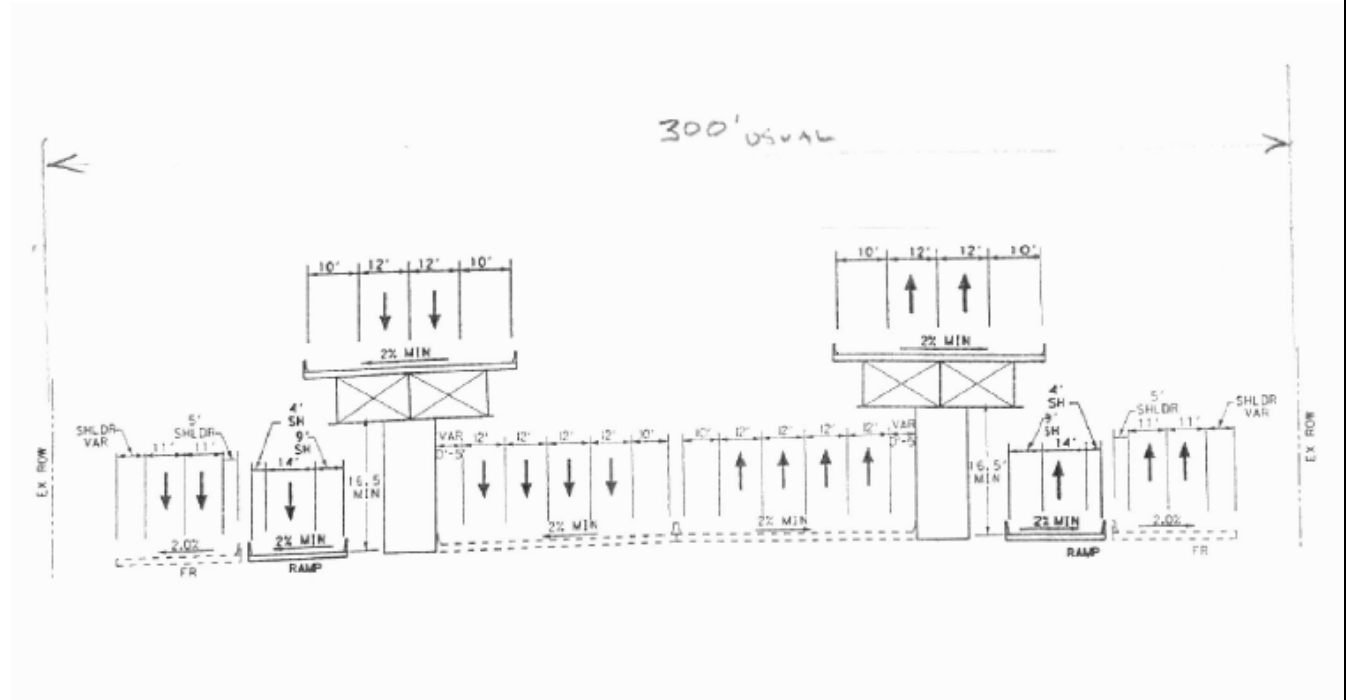 300' USUAL
10' 12' 12' 10'
10' 12' 12' 10'
2% MIN
2% MIN
SHLDR
VAR
11' 11'
5'
SHLDR
4'
SH
9'
SH
14'
16.5'
MIN
VAR
0'-5'
12' 12' 12' 12' 10'
10' 12' 12' 12' 12'
VAR
0'-5'
16.5'
MIN
9'
SH
14'
4'
SH
5'
SHLDR
11' 11'
SHLDR
VAR
EX ROW
EX ROW
2.0%
FR
2% MIN
RAMP
2% MIN
2% MIN
2% MIN
RAMP
2.0%
FR